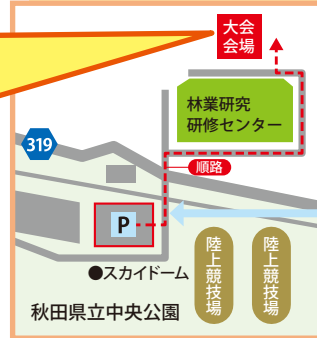 大会
会場
林業研究
研修センター
319
順路
P
●スカイドーム
陸上競技場
陸上競技場
秋田県立中央公園